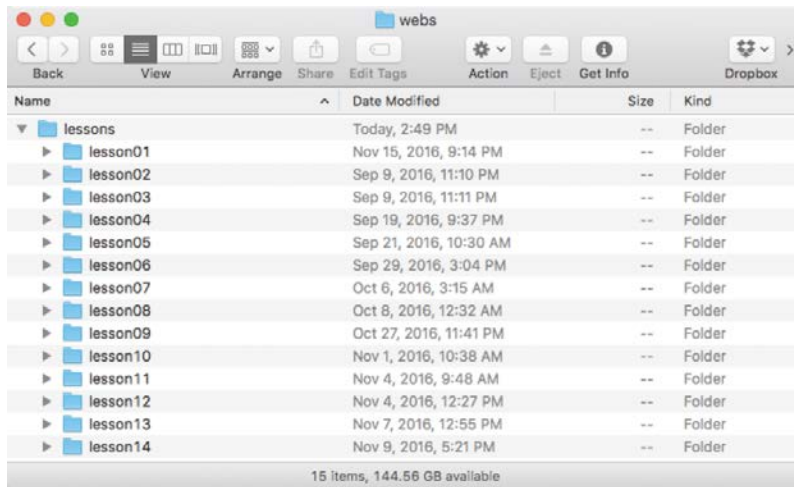 webs
Back View Arrange Share Edit Tags Action Eject Get Info Dropbox
Name Date Modified Size Kind
lessons Today, 2:49 PM -- Folder
lesson01 Nov 15, 2016, 9:14 PM -- Folder
lesson02 Sep 9, 2016, 11:10 PM -- Folder
lesson03 Sep 9, 2016, 11:11 PM -- Folder
lesson04 Sep 19, 2016, 9:37 PM -- Folder
lesson05 Sep 21, 2016, 10:30 AM -- Folder
lesson06 Sep 29, 2016, 3:04 PM -- Folder
lesson07 Oct 6, 2016, 3:15 AM -- Folder
lesson08 Oct 8, 2016, 12:32 AM -- Folder
lesson09 Oct 27, 2016, 11:41 PM -- Folder
lesson10 Nov 1, 2016, 10:38 AM -- Folder
lesson11 Nov 4, 2016, 9:48 AM -- Folder
lesson12 Nov 4, 2016, 12:27 PM -- Folder
lesson13 Nov 7, 2016, 12:55 PM -- Folder
lesson14 Nov 9, 2016, 5:21 PM -- Folder
15 items, 144.56 GB available